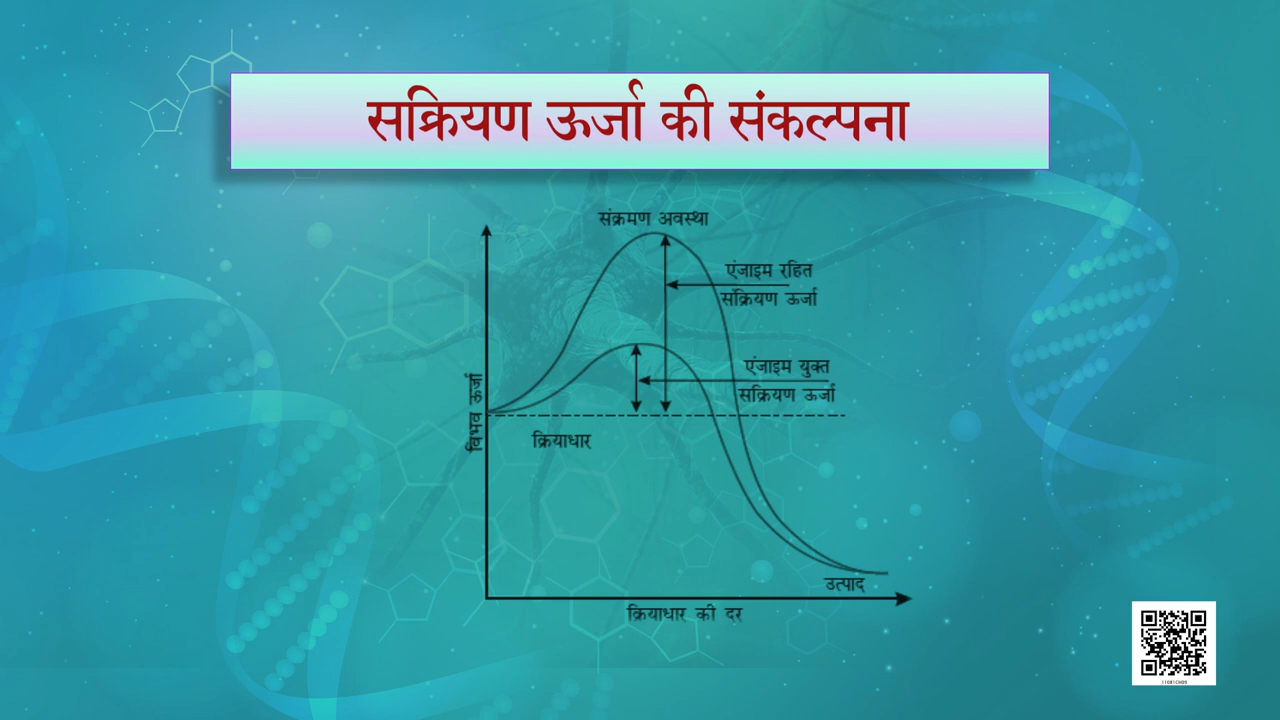 सक्रियण ऊर्जा की संकल्पना
संक्रमण अवस्था
एंजाइम रहित
संक्रियण ऊर्जा
एंजाइम युक्त
सक्रियण ऊर्जा
विभव ऊर्जा
क्रियाधार
उत्पाद
क्रियाधार की दर